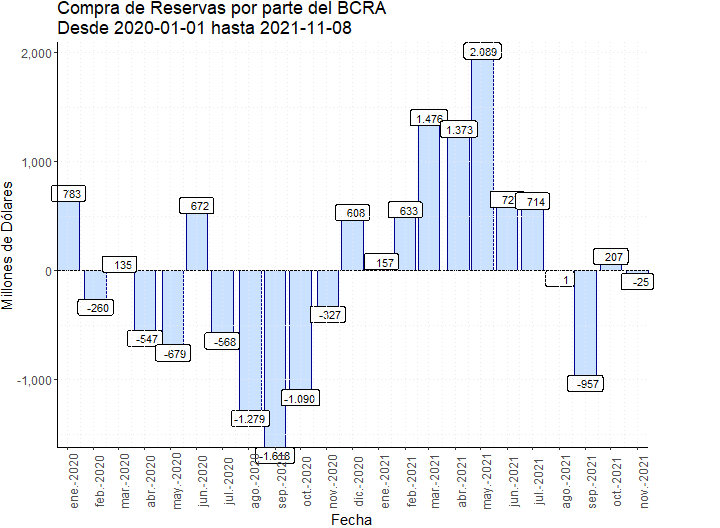 Compra de Reservas por parte del BCRA
Desde 2020-01-01 hasta 2021-11-08
Millones de Dólares
2,000
1,000
0
-1,000
783
-260
135
-547
-679
672
-568
-1.279
-1.090
-327
608
157
633
1.476
1.373
2.089
72
714
1
-957
207
-25
ene.-2020
feb.-2020
mar.-2020
abr.-2020
may.-2020
jun.-2020
jul.-2020
ago.-2020
sep.-2020
oct.-2020
nov.-2020
dic.-2020
ene.-2021
feb.-2021
mar.-2021
abr.-2021
may.-2021
jun.-2021
jul.-2021
ago.-2021
sep.-2021
oct.-2021
nov.-2021
Fecha